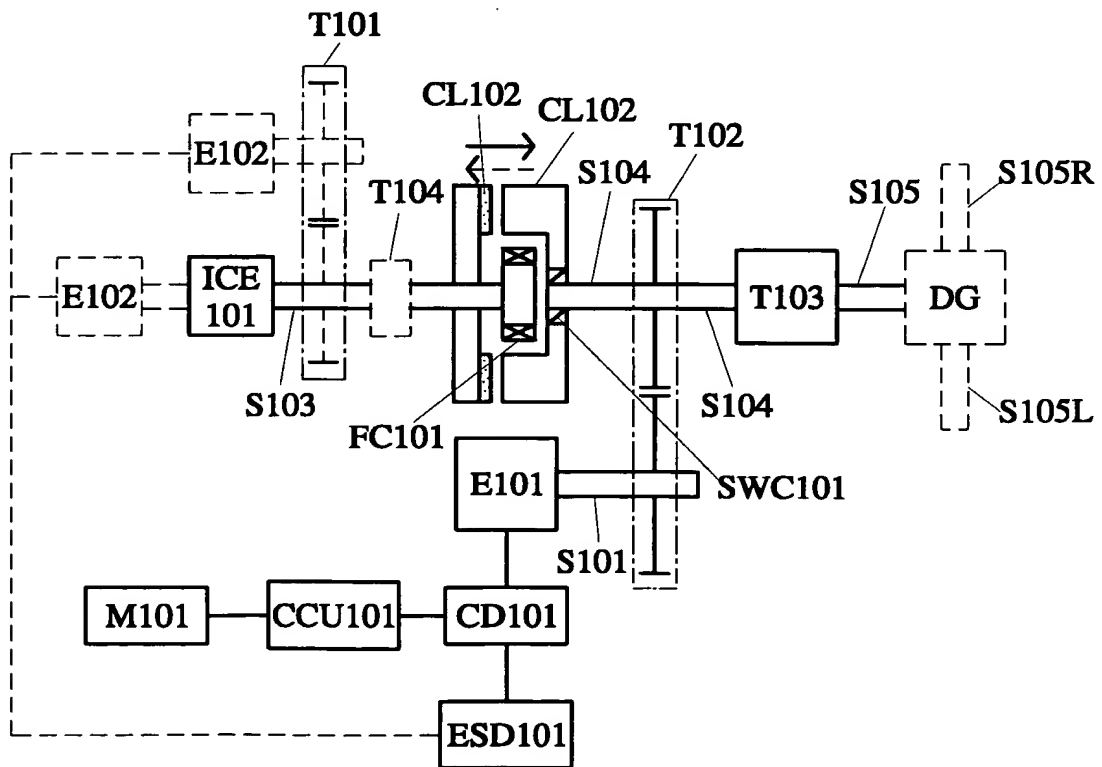 T101
CL102
CL102
T102
E102
S104
S105R
T104
S105
E102
ICE
101
T103
DG
S103
S104
S105L
FC101
E101
SWC101
S101
M101
CCU101
CD101
ESD101